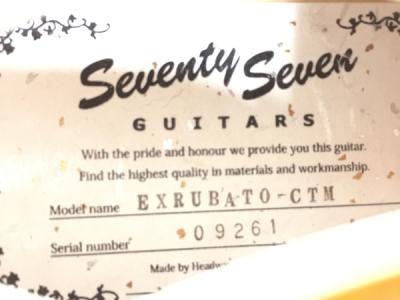 Seventy Seven
GUITARS
With the pride and honour we provide you this guitar.
Find the highest quality in materials and workmanship.
Model name EXRUBATO-CTM
Serial number 09261
Made by